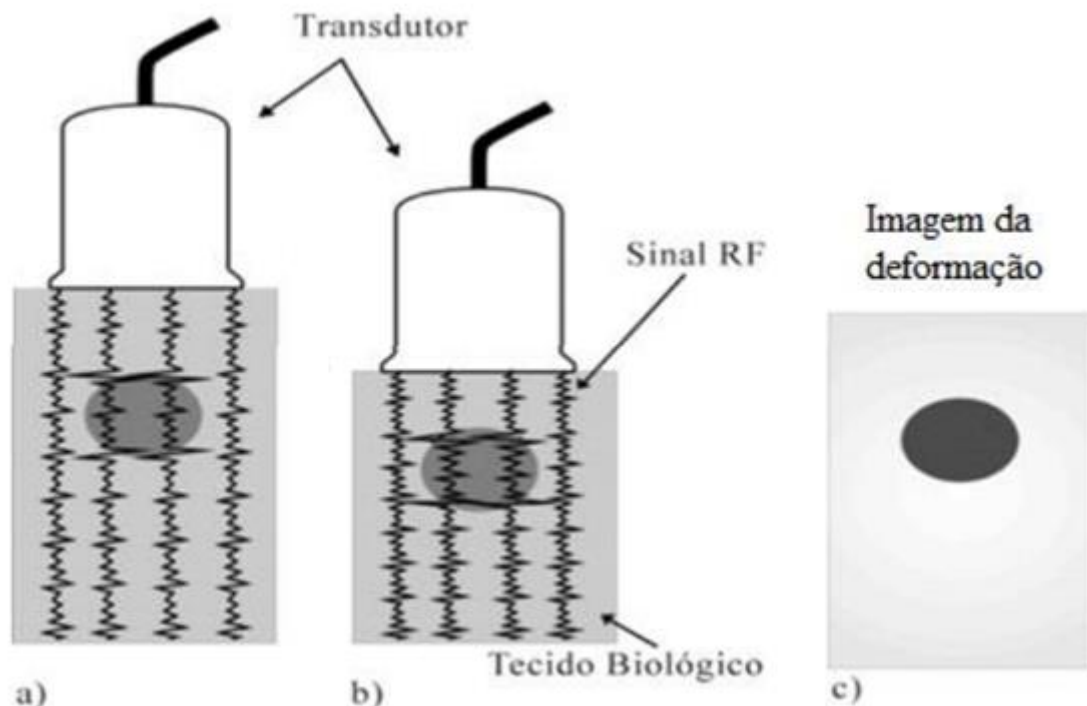 Transdutor
Sinal RF
Imagem da
deformação
Tecido Biológico
a)
b)
c)